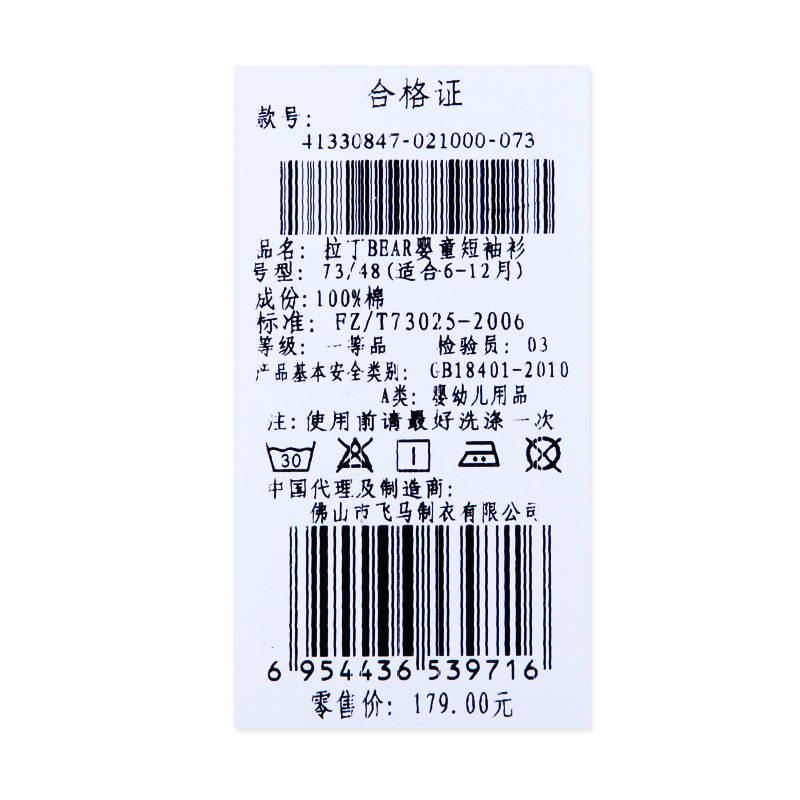 合格证
款号:
41330847-021000-073
品名: 拉丁BEAR婴童短袖衫
号型: 73/48(适合6-12月)
成份:100%棉
标准: FZ/T73025-2006
等级: 一等品 检验员: 03
产品基本安全类别: GB18401-2010
A类: 婴幼儿用品
注:使用前请最好洗涤一次
30
中国代理及制造商:
佛山市飞马制衣有限公司
6 954436 539716
零售价: 179.00元